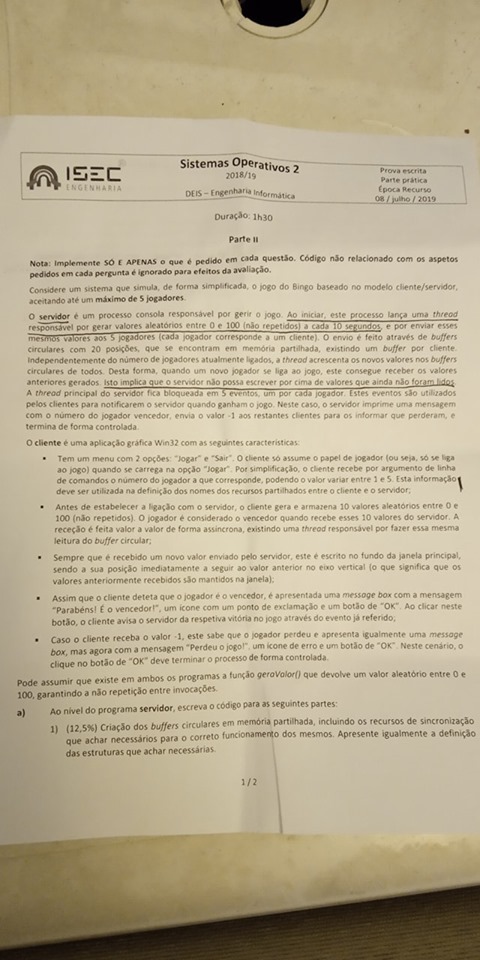 ISEC
ENGENHARIA
Sistemas Operativos 2
2018/19
DEIS – Engenharia Informática
Prova escrita
Parte prática
Época Recurso
08 / julho / 2019
Duração: 1h30
Parte II
Nota: Implemente SÓ E APENAS o que é pedido em cada questão. Código não relacionado com os aspetos
pedidos em cada pergunta é ignorado para efeitos da avaliação.
Considere um sistema que simula, de forma simplificada, o jogo do Bingo baseado no modelo cliente/servidor,
aceitando até um máximo de 5 jogadores.
O servidor é um processo consola responsável por gerir o jogo. Ao iniciar, este processo lança uma thread
responsável por gerar valores aleatórios entre 0 e 100 (não repetidos) a cada 10 segundos, e por enviar esses
mesmos valores aos 5 jogadores (cada jogador corresponde a um cliente). O envio é feito através de buffers
circulares com 20 posições, que se encontram em memória partilhada, existindo um buffer por cliente.
Independentemente do número de jogadores atualmente ligados, a thread acrescenta os novos valores nos buffers
circulares de todos. Desta forma, quando um novo jogador se liga ao jogo, este consegue receber os valores
anteriores gerados. Isto implica que o servidor não possa escrever por cima de valores que ainda não foram lidos.
A thread principal do servidor fica bloqueada em 5 eventos, um por cada jogador. Estes eventos são utilizados
pelos clientes para notificarem o servidor quando ganham o jogo. Neste caso, o servidor imprime uma mensagem
com o número do jogador vencedor, envia o valor -1 aos restantes clientes para os informar que perderam, e
termina de forma controlada.
O cliente é uma aplicação gráfica Win32 com as seguintes características:
• Tem um menu com 2 opções: "Jogar" e "Sair". O cliente só assume o papel de jogador (ou seja, só se liga
ao jogo) quando se carrega na opção "Jogar". Por simplificação, o cliente recebe por argumento de linha
de comandos o número do jogador a que corresponde, podendo o valor variar entre 1 e 5. Esta informação
deve ser utilizada na definição dos nomes dos recursos partilhados entre o cliente e o servidor;
• Antes de estabelecer a ligação com o servidor, o cliente gera e armazena 10 valores aleatórios entre 0 e
100 (não repetidos). O jogador é considerado o vencedor quando recebe esses 10 valores do servidor. A
receção é feita valor a valor de forma assíncrona, existindo uma thread responsável por fazer essa mesma
leitura do buffer circular;
• Sempre que é recebido um novo valor enviado pelo servidor, este é escrito no fundo da janela principal,
sendo a sua posição imediatamente a seguir ao valor anterior no eixo vertical (o que significa que os
valores anteriormente recebidos são mantidos na janela);
• Assim que o cliente deteta que o jogador é o vencedor, é apresentada uma message box com a mensagem
"Parabéns! É o vencedor!", um ícone com um ponto de exclamação e um botão de "OK". Ao clicar neste
botão, o cliente avisa o servidor da respetiva vitória no jogo através do evento já referido;
• Caso o cliente receba o valor -1, este sabe que o jogador perdeu e apresenta igualmente uma message
box, mas agora com a mensagem "Perdeu o jogo!", um ícone de erro e um botão de "OK". Neste cenário, o
clique no botão de "OK" deve terminar o processo de forma controlada.
Pode assumir que existe em ambos os programas a função geraValor() que devolve um valor aleatório entre 0 e
100, garantindo a não repetição entre invocações.
a) Ao nível do programa servidor, escreva o código para as seguintes partes:
1) (12,5%) Criação dos buffers circulares em memória partilhada, incluindo os recursos de sincronização
que achar necessários para o correto funcionamento dos mesmos. Apresente igualmente a definição
das estruturas que achar necessárias.
1 / 2